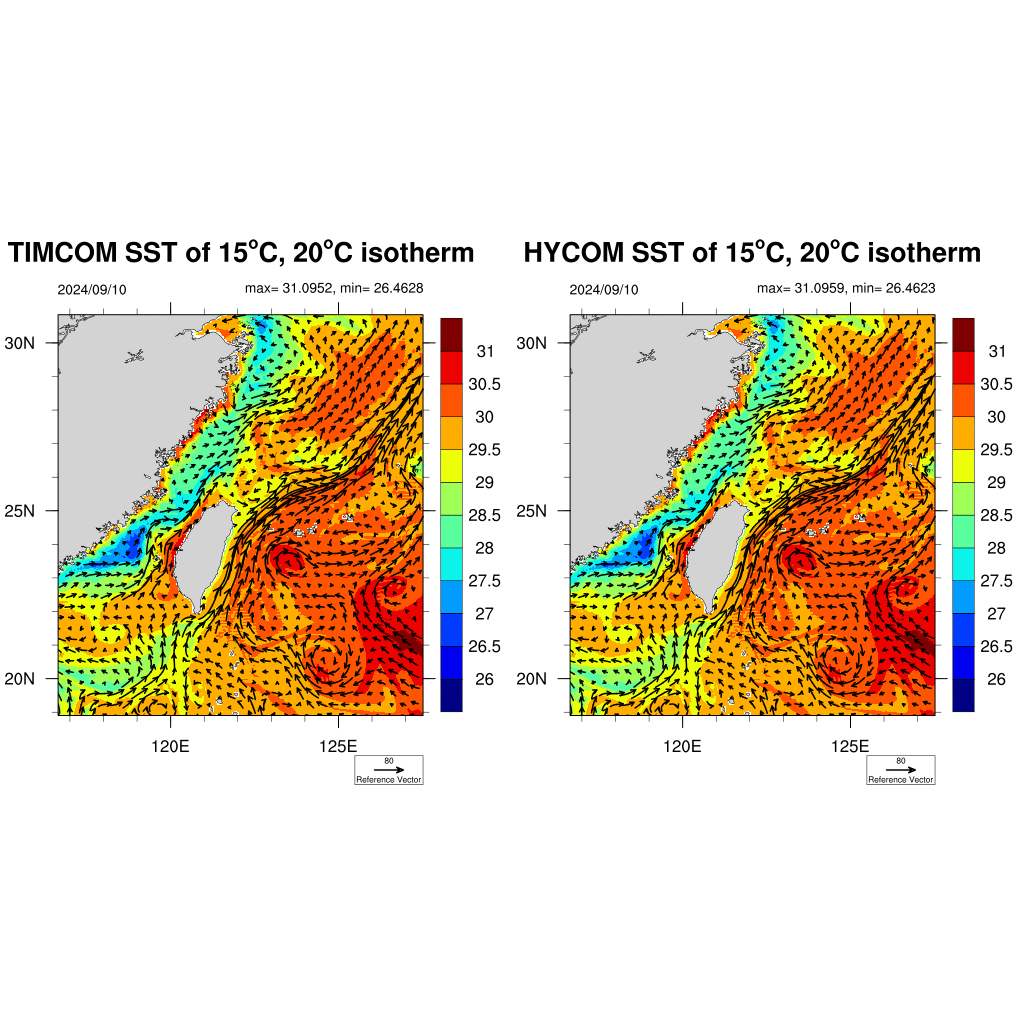 TIMCOM SST of 15°C, 20°C isotherm
2024/09/10
max= 31.0952, min= 26.4628
30N
25N
20N
120E
125E
31
30.5
30
29.5
29
28.5
28
27.5
27
26.5
26
80
Reference Vector
HYCOM SST of 15°C, 20°C isotherm
2024/09/10
max= 31.0959, min= 26.4623
30N
25N
20N
120E
125E
31
30.5
30
29.5
29
28.5
28
27.5
27
26.5
26
80
Reference Vector